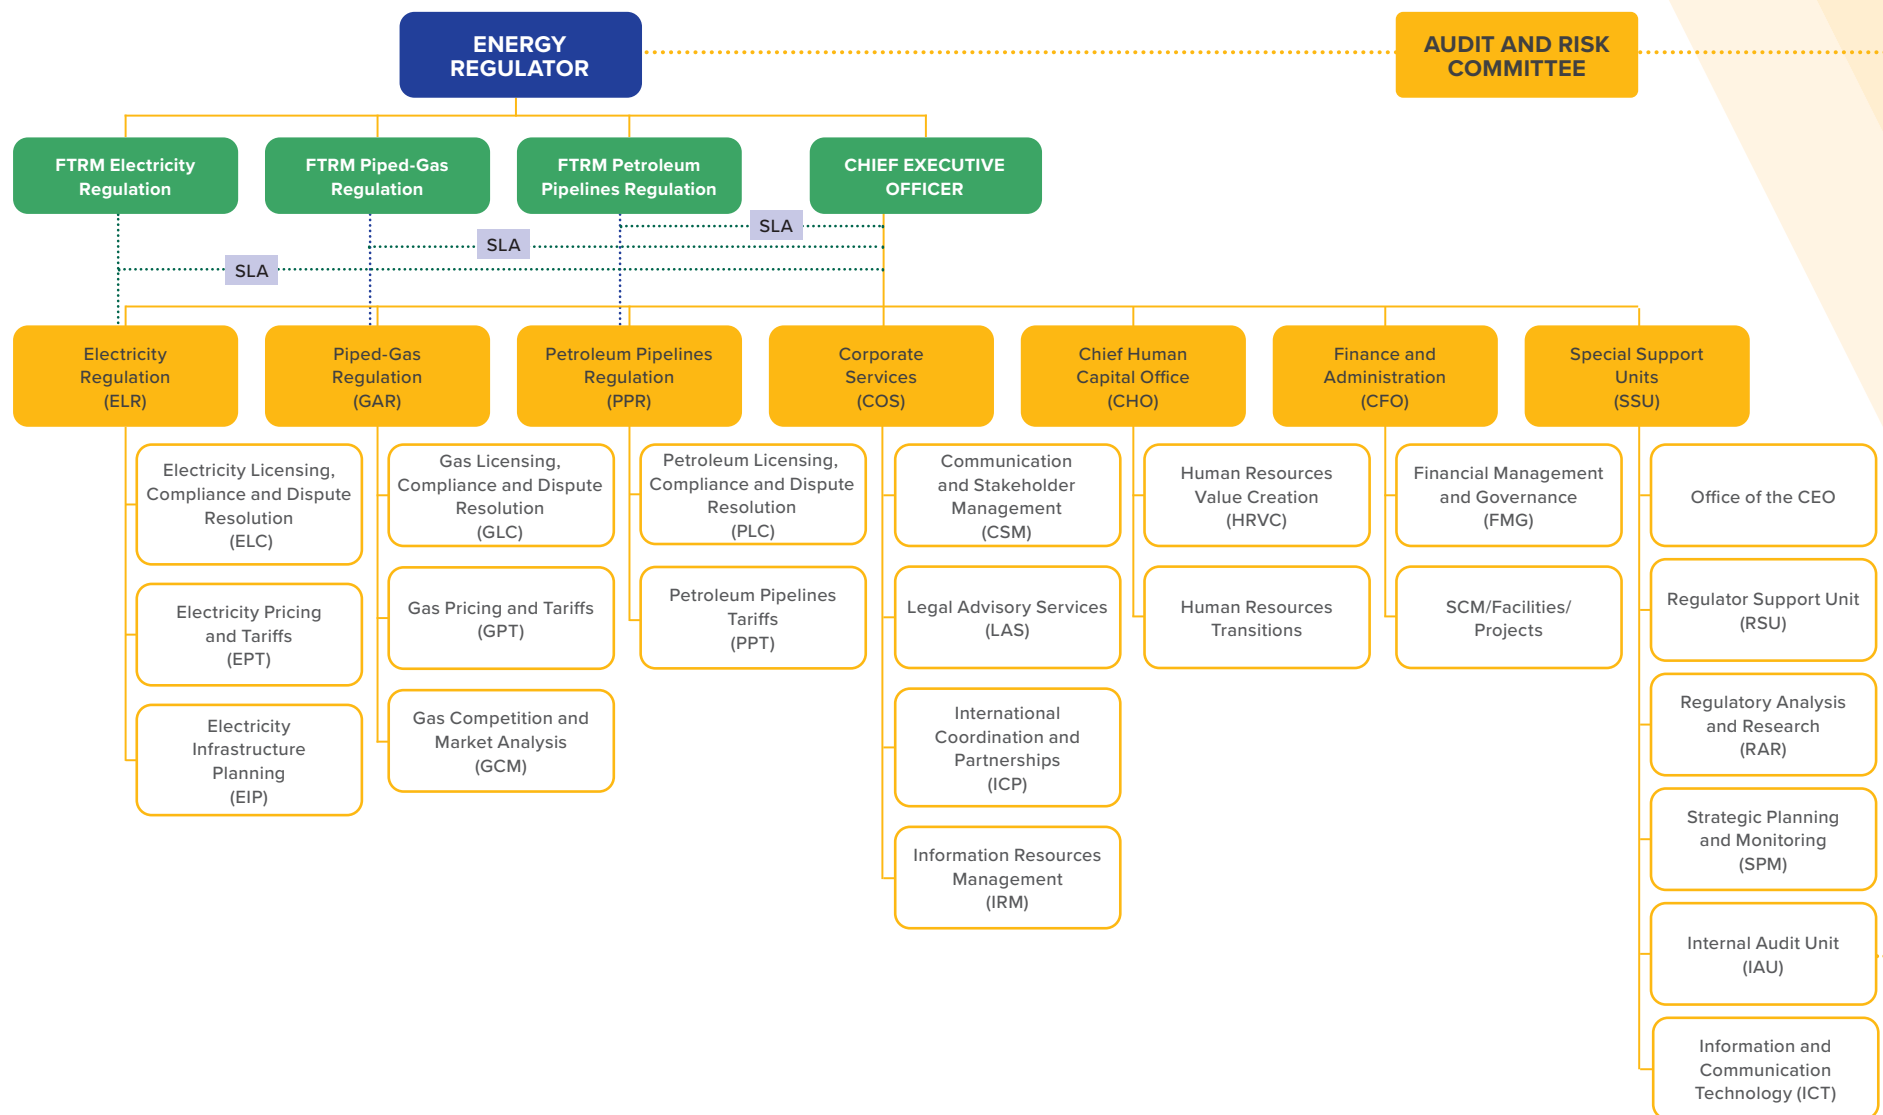 ENERGY
REGULATOR
AUDIT AND RISK
COMMITTEE
FTRM Electricity
Regulation
FTRM Piped-Gas
Regulation
FTRM Petroleum
Pipelines Regulation
CHIEF EXECUTIVE
OFFICER
SLA
SLA
SLA
Electricity
Regulation
(ELR)
Piped-Gas
Regulation
(GAR)
Petroleum Pipelines
Regulation
(PPR)
Corporate
Services
(COS)
Chief Human
Capital Office
(CHO)
Finance and
Administration
(CFO)
Special Support
Units
(SSU)
Electricity Licensing,
Compliance and Dispute
Resolution
(ELC)
Electricity Pricing
and Tariffs
(EPT)
Electricity
Infrastructure
Planning
(EIP)
Gas Licensing,
Compliance and Dispute
Resolution
(GLC)
Gas Pricing and Tariffs
(GPT)
Gas Competition and
Market Analysis
(GCM)
Petroleum Licensing,
Compliance and Dispute
Resolution
(PLC)
Petroleum Pipelines
Tariffs
(PPT)
Communication
and Stakeholder
Management
(CSM)
Legal Advisory Services
(LAS)
International
Coordination and
Partnerships
(ICP)
Information Resources
Management
(IRM)
Human Resources
Value Creation
(HRVC)
Human Resources
Transitions
Financial Management
and Governance
(FMG)
SCM/Facilities/
Projects
Office of the CEO
Regulator Support Unit
(RSU)
Regulatory Analysis
and Research
(RAR)
Strategic Planning
and Monitoring
(SPM)
Internal Audit Unit
(IAU)
Information and
Communication
Technology (ICT)